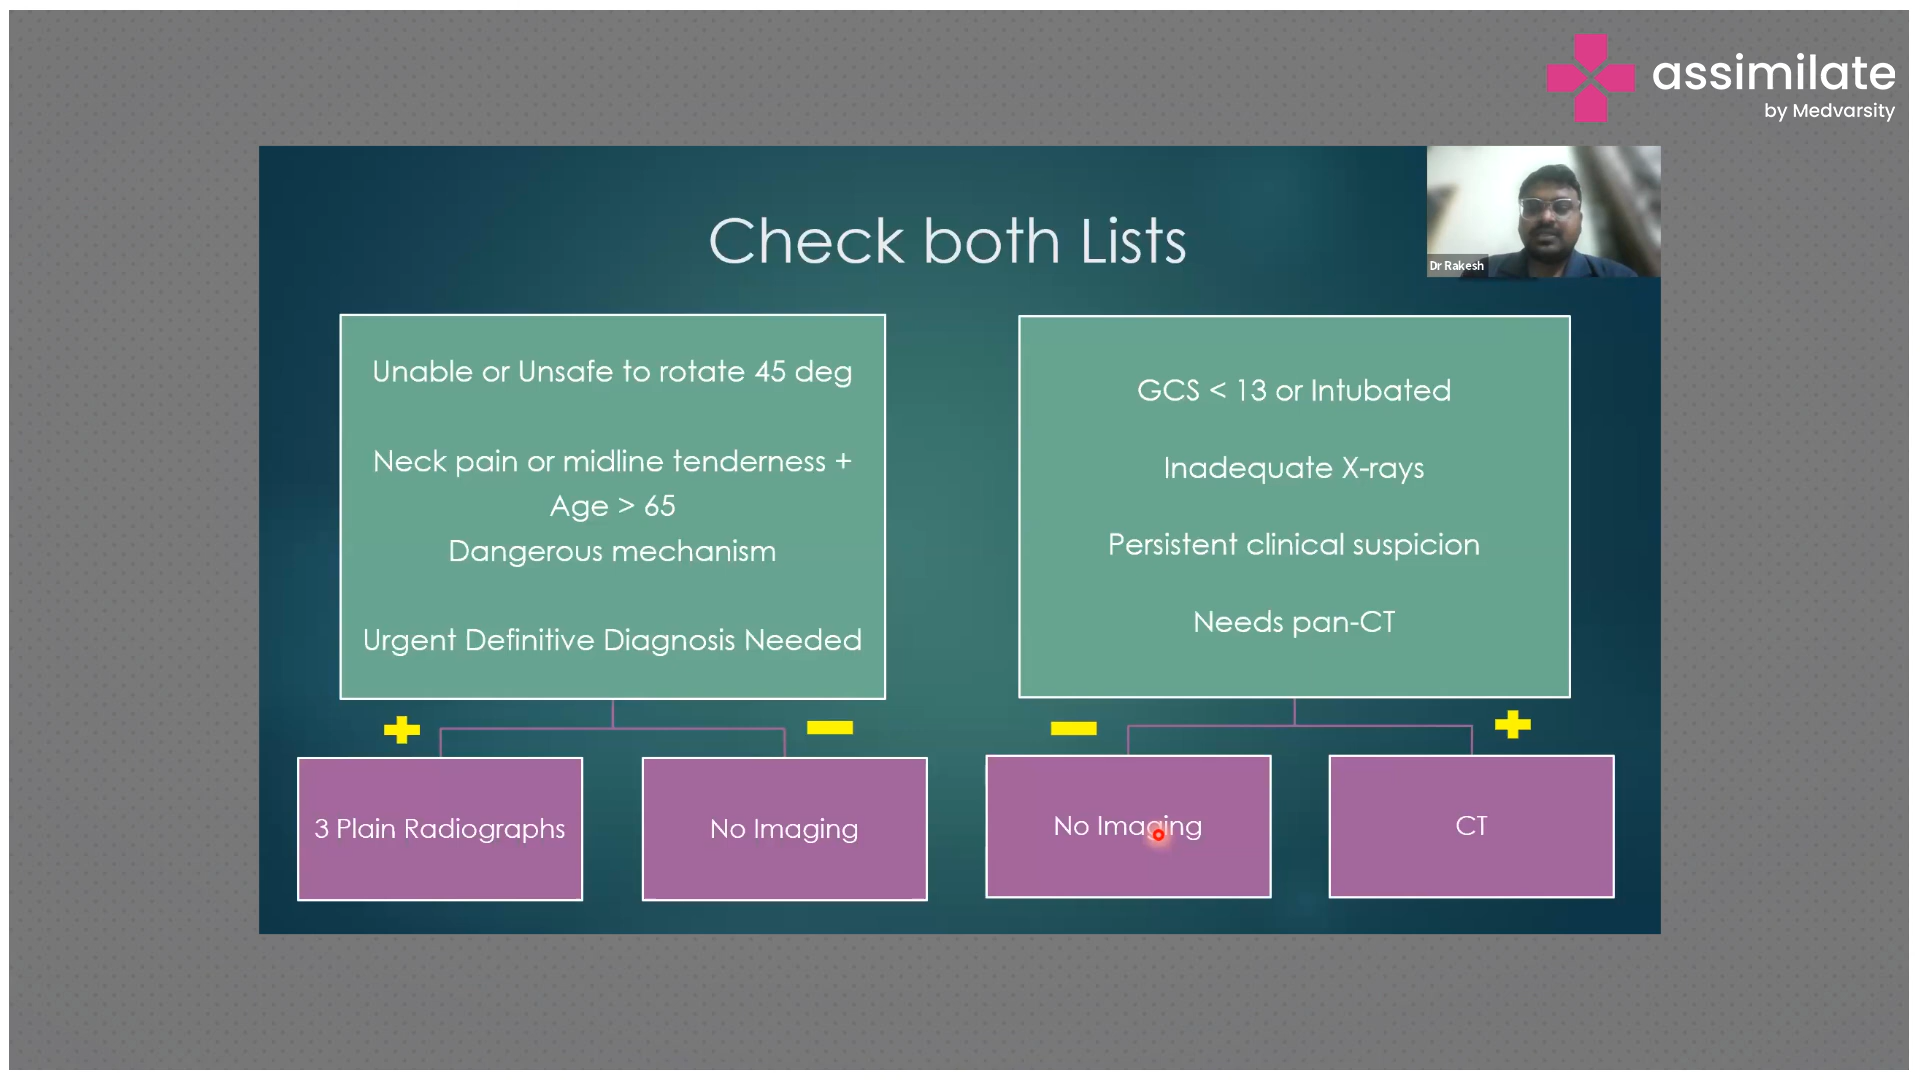 assimilate
by Medvarsity
Check both Lists
Dr Rakesh
Unable or Unsafe to rotate 45 deg
Neck pain or midline tenderness +
Age > 65
Dangerous mechanism
Urgent Definitive Diagnosis Needed
GCS < 13 or Intubated
Inadequate X-rays
Persistent clinical suspicion
Needs pan-CT
3 Plain Radiographs
No Imaging
No Imaging
CT